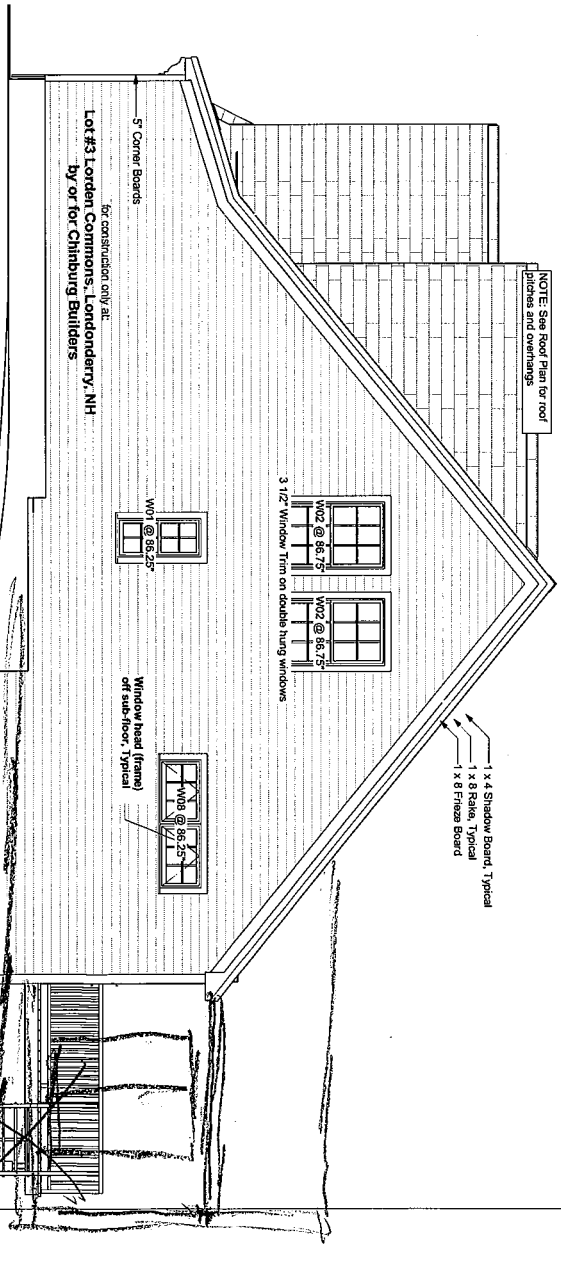 NOTE: See Roof Plan for roof
pitches and overhangs
1 x 4 Shadow Board, Typical
1 x 8 Rake, Typical
1 x 8 Frieze Board
5" Corner Boards
W02 @ 86.75"
W02 @ 86.75"
3 1/2" Window Trim on double hung windows
W01 @ 86.25"
W08 @ 86.25"
Window head (frame)
off sub-floor, Typical
for construction only at:
Lot #3 Lorden Commons, Londonderry, NH
by or for Chinburg Builders